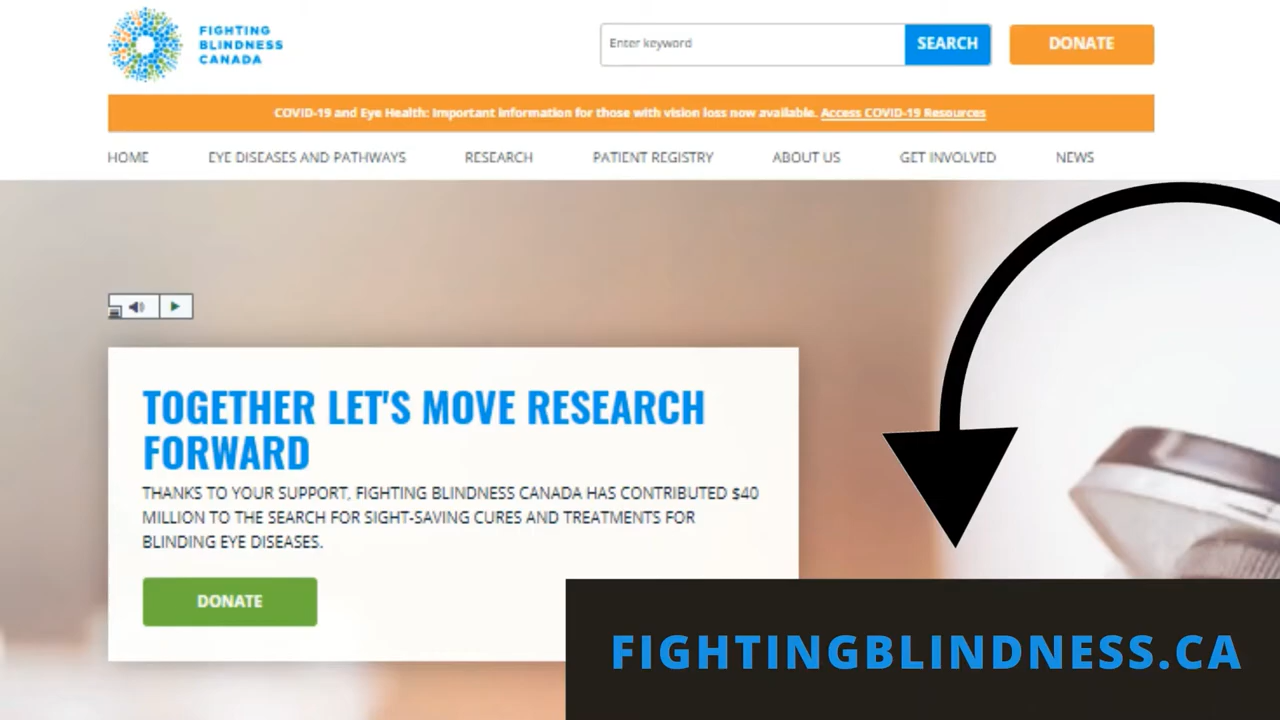 FIGHTING
BLINDNESS
CANADA
Enter keyword
SEARCH
DONATE
COVID-19 and Eye Health: Important information for those with vision loss now available. Access COVID-19 Resources
HOME
EYE DISEASES AND PATHWAYS
RESEARCH
PATIENT REGISTRY
ABOUT US
GET INVOLVED
NEWS
TOGETHER LET'S MOVE RESEARCH
FORWARD
THANKS TO YOUR SUPPORT, FIGHTING BLINDNESS CANADA HAS CONTRIBUTED $40
MILLION TO THE SEARCH FOR SIGHT-SAVING CURES AND TREATMENTS FOR
BLINDING EYE DISEASES.
DONATE
FIGHTINGBLINDNESS.CA